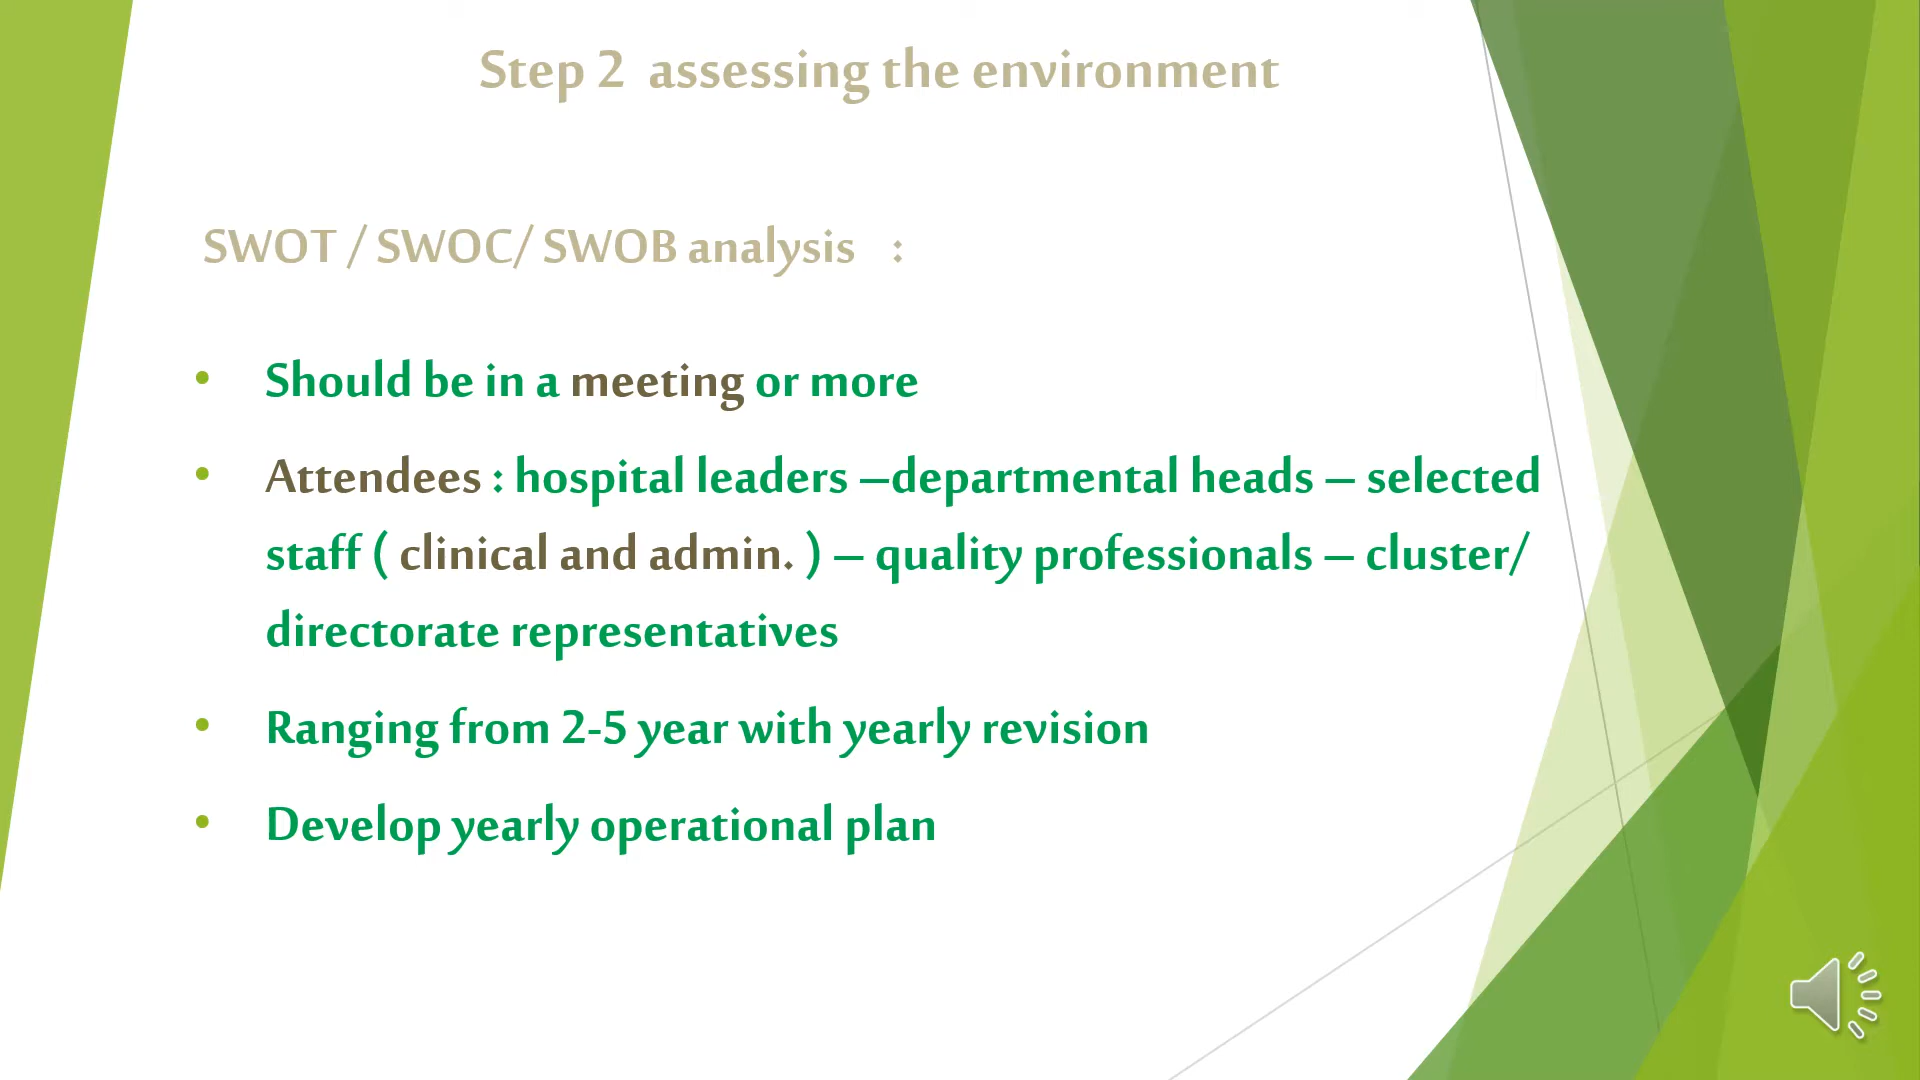 Step 2 assessing the environment
SWOT / SWOC/ SWOB analysis :
• Should be in a meeting or more
• Attendees : hospital leaders –departmental heads – selected
staff ( clinical and admin. ) – quality professionals – cluster/
directorate representatives
• Ranging from 2-5 year with yearly revision
• Develop yearly operational plan